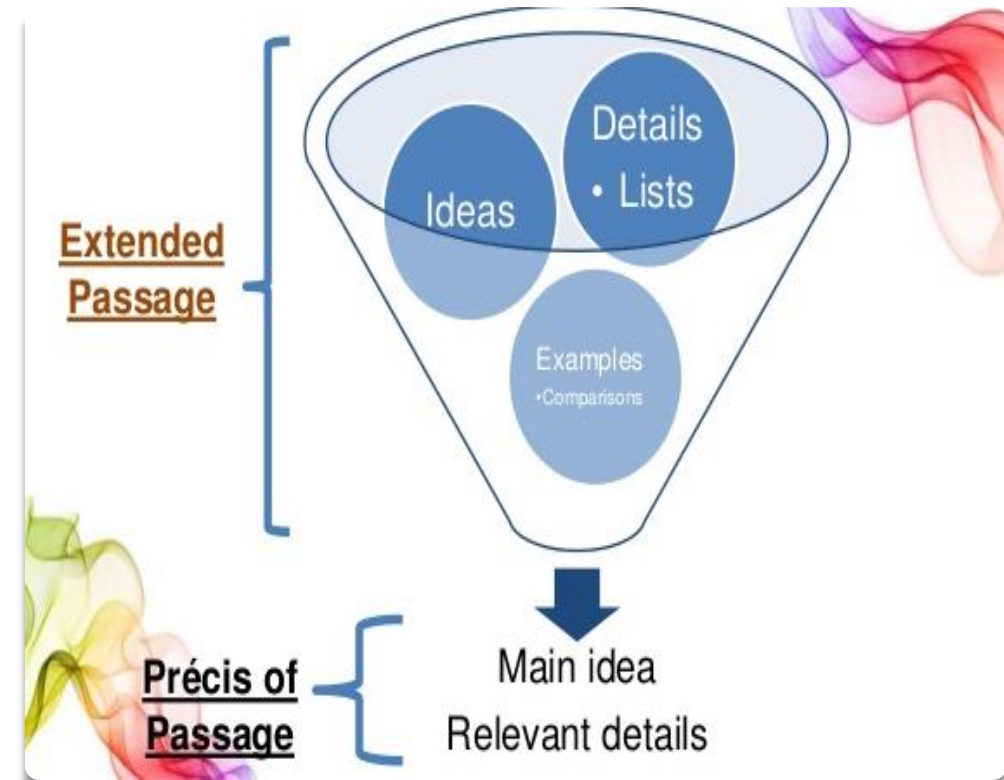 Extended
Passage
Ideas
Details
• Lists
Examples
•Comparisons
Précis of
Passage
Main idea
Relevant details